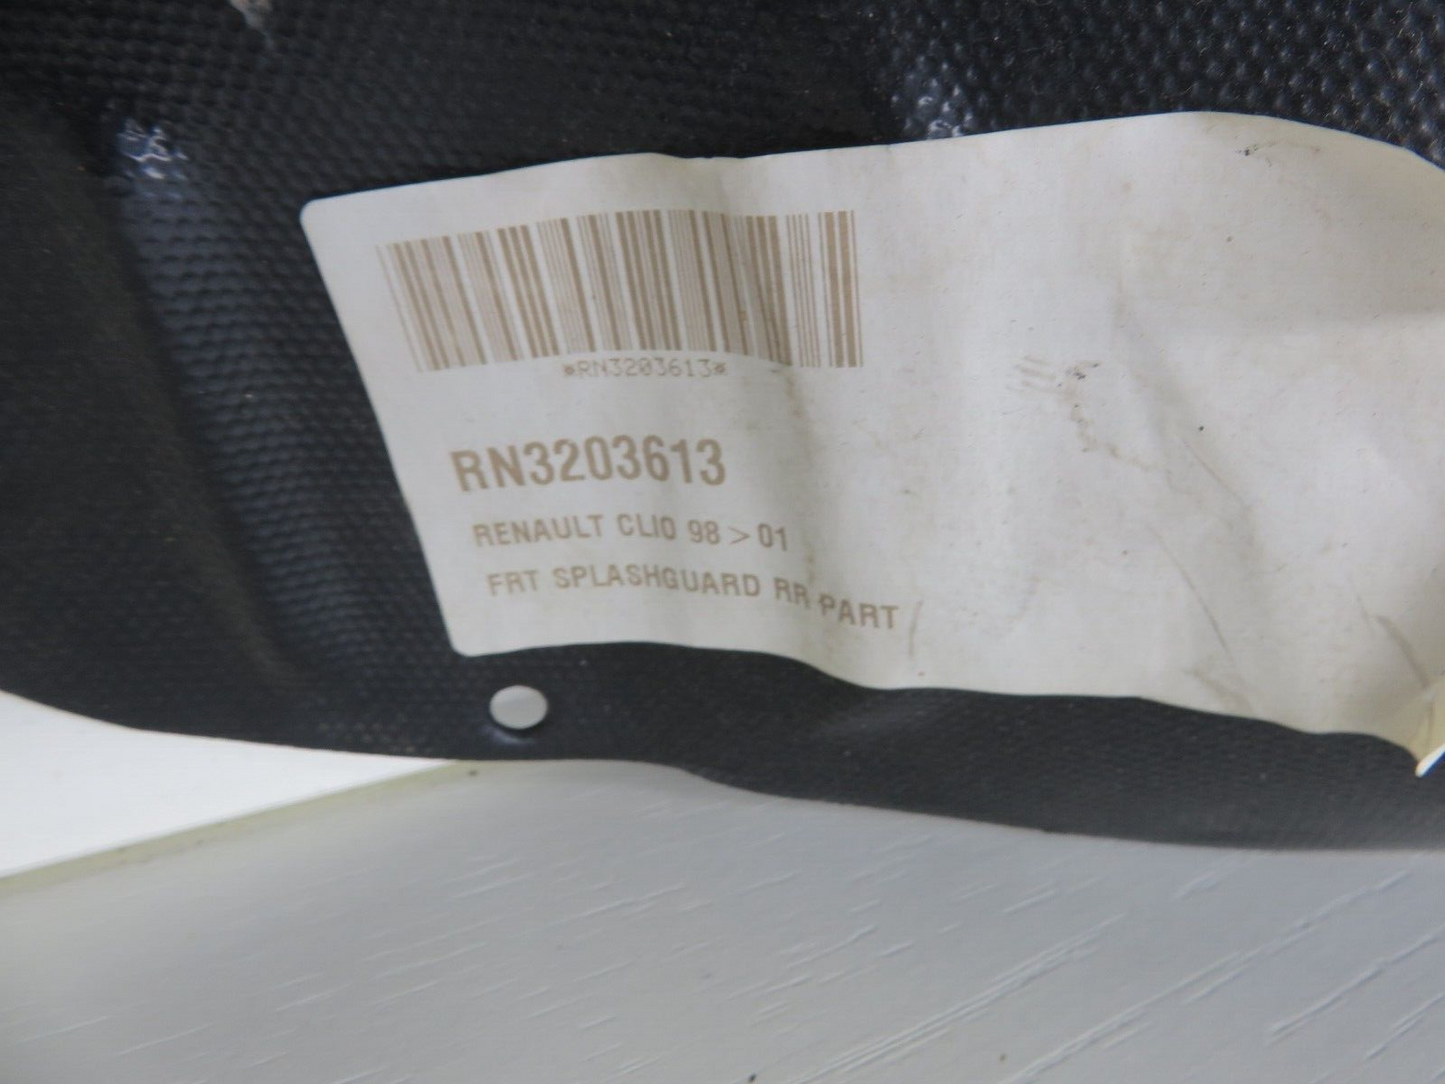 *RN3203613*
RN3203613
RENAULT CLIO 98 > 01
FRT SPLASHGUARD RR PART